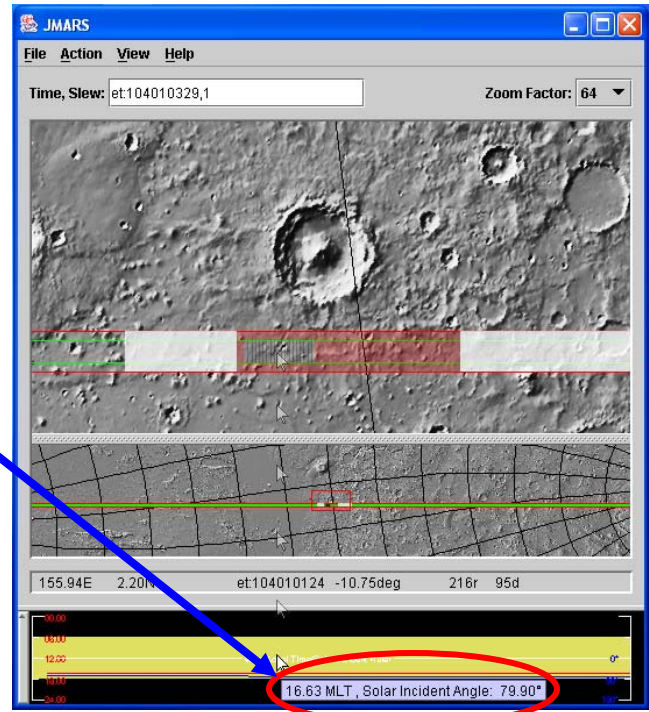 JMARS
File Action View Help
Time, Slew: et:104010329,1 Zoom Factor: 64
155.94E 2.20N et:104010124 -10.75deg 216r 95d
00.00
06:00
12.00 0°
18.00
24.00
16.63 MLT , Solar Incident Angle: 79.90°